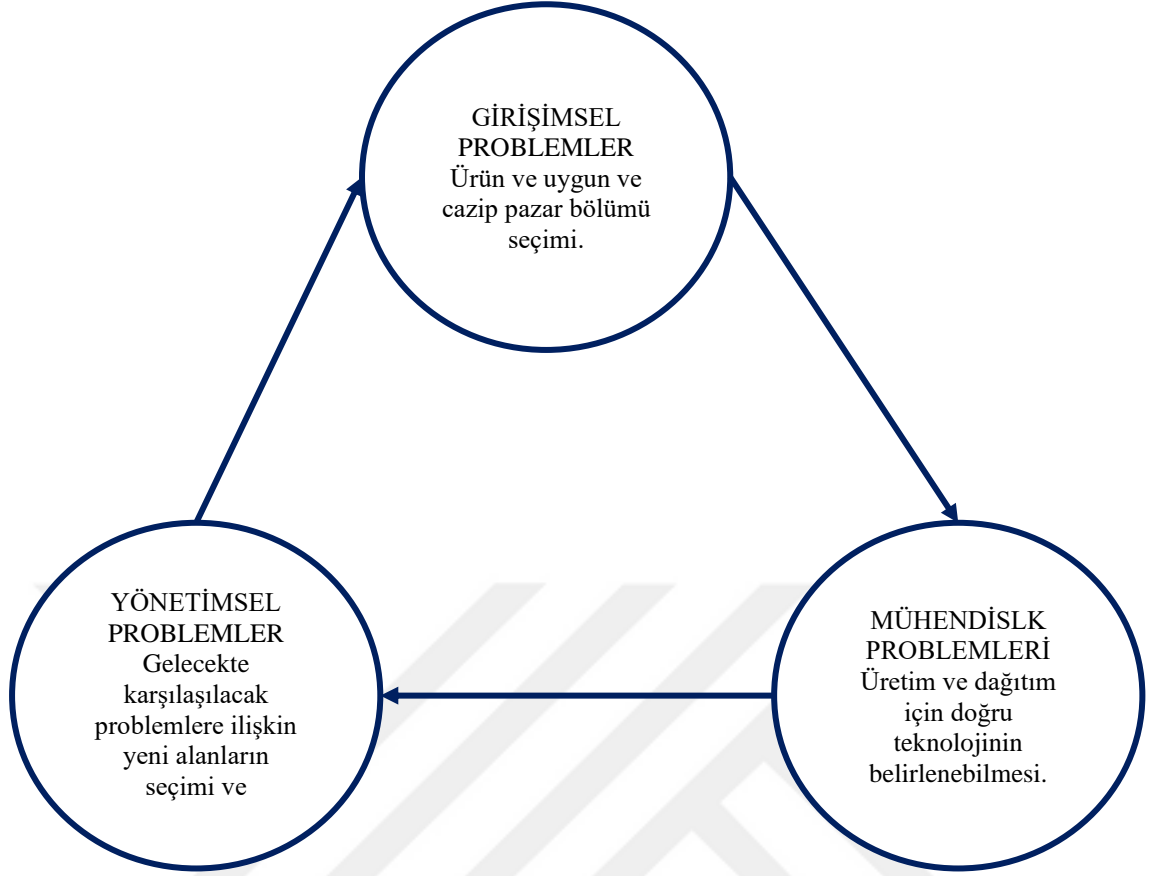 GİRİŞİMSEL
PROBLEMLER
Ürün ve uygun ve
cazip pazar bölümü
seçimi.
YÖNETİMSEL
PROBLEMLER
Gelecekte
karşılaşılacak
problemlere ilişkin
yeni alanların
seçimi ve
MÜHENDİSLK
PROBLEMLERİ
Üretim ve dağıtım
için doğru
teknolojinin
belirlenebilmesi.